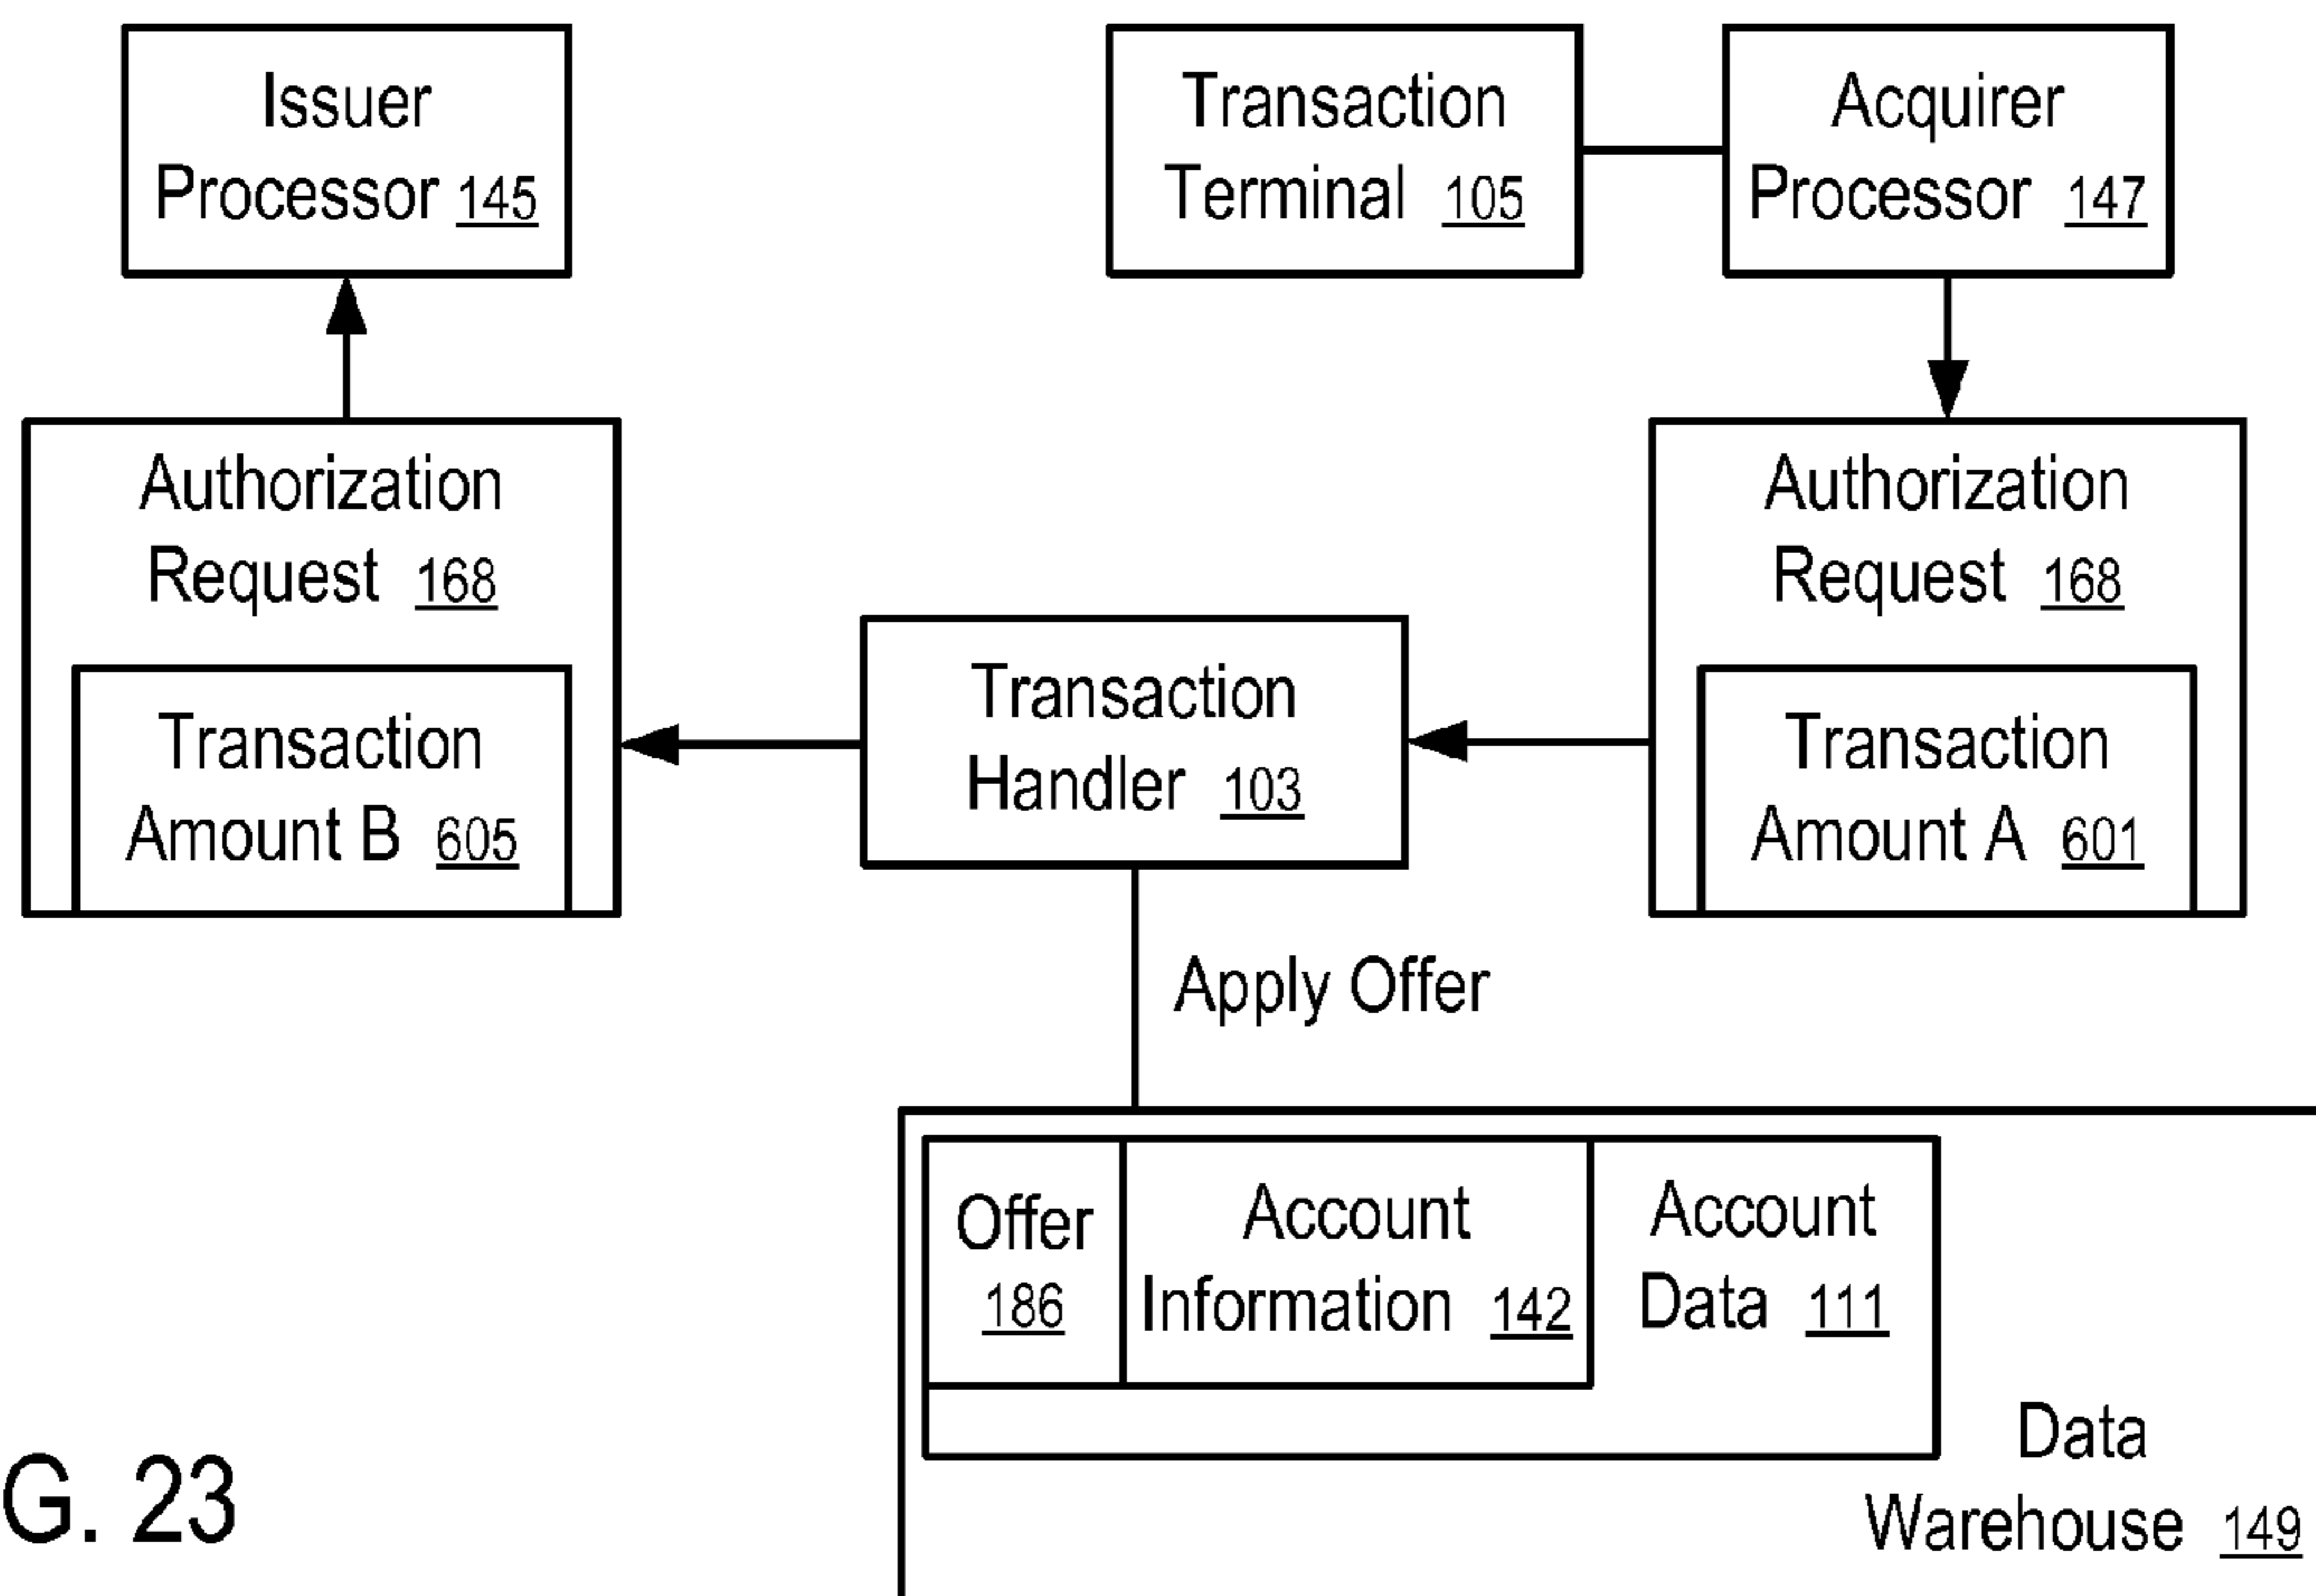 Issuer
Processor 145
Transaction
Terminal 105
Acquirer
Processor 147
Authorization
Request 168
Transaction
Amount B 605
Transaction
Handler 103
Authorization
Request 168
Transaction
Amount A 601
Apply Offer
Offer
186
Account
Information 142
Account
Data 111
Data
Warehouse 149
G. 23